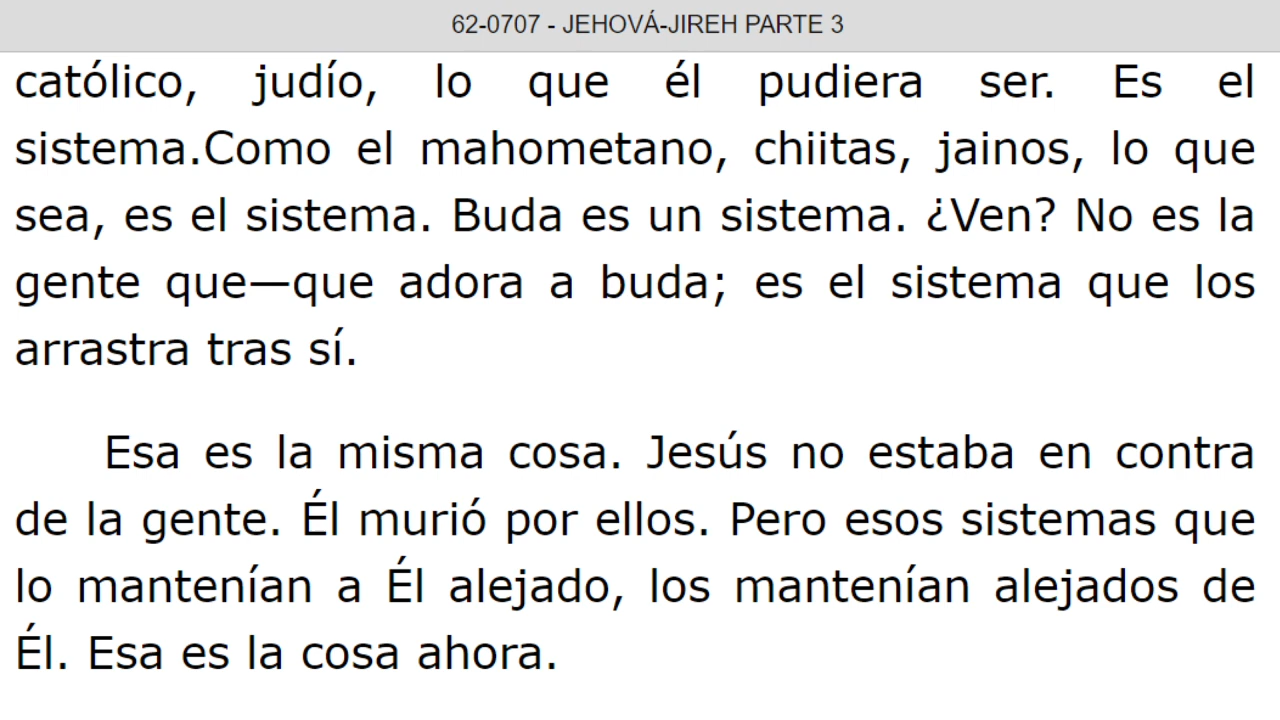 62-0707 - JEHOVÁ-JIREH PARTE 3
católico, judío, lo que él pudiera ser. Es el
sistema.Como el mahometano, chiitas, jainos, lo que
sea, es el sistema. Buda es un sistema. ¿Ven? No es la
gente que—que adora a buda; es el sistema que los
arrastra tras sí.
Esa es la misma cosa. Jesús no estaba en contra
de la gente. Él murió por ellos. Pero esos sistemas que
lo mantenían a Él alejado, los mantenían alejados de
Él. Esa es la cosa ahora.